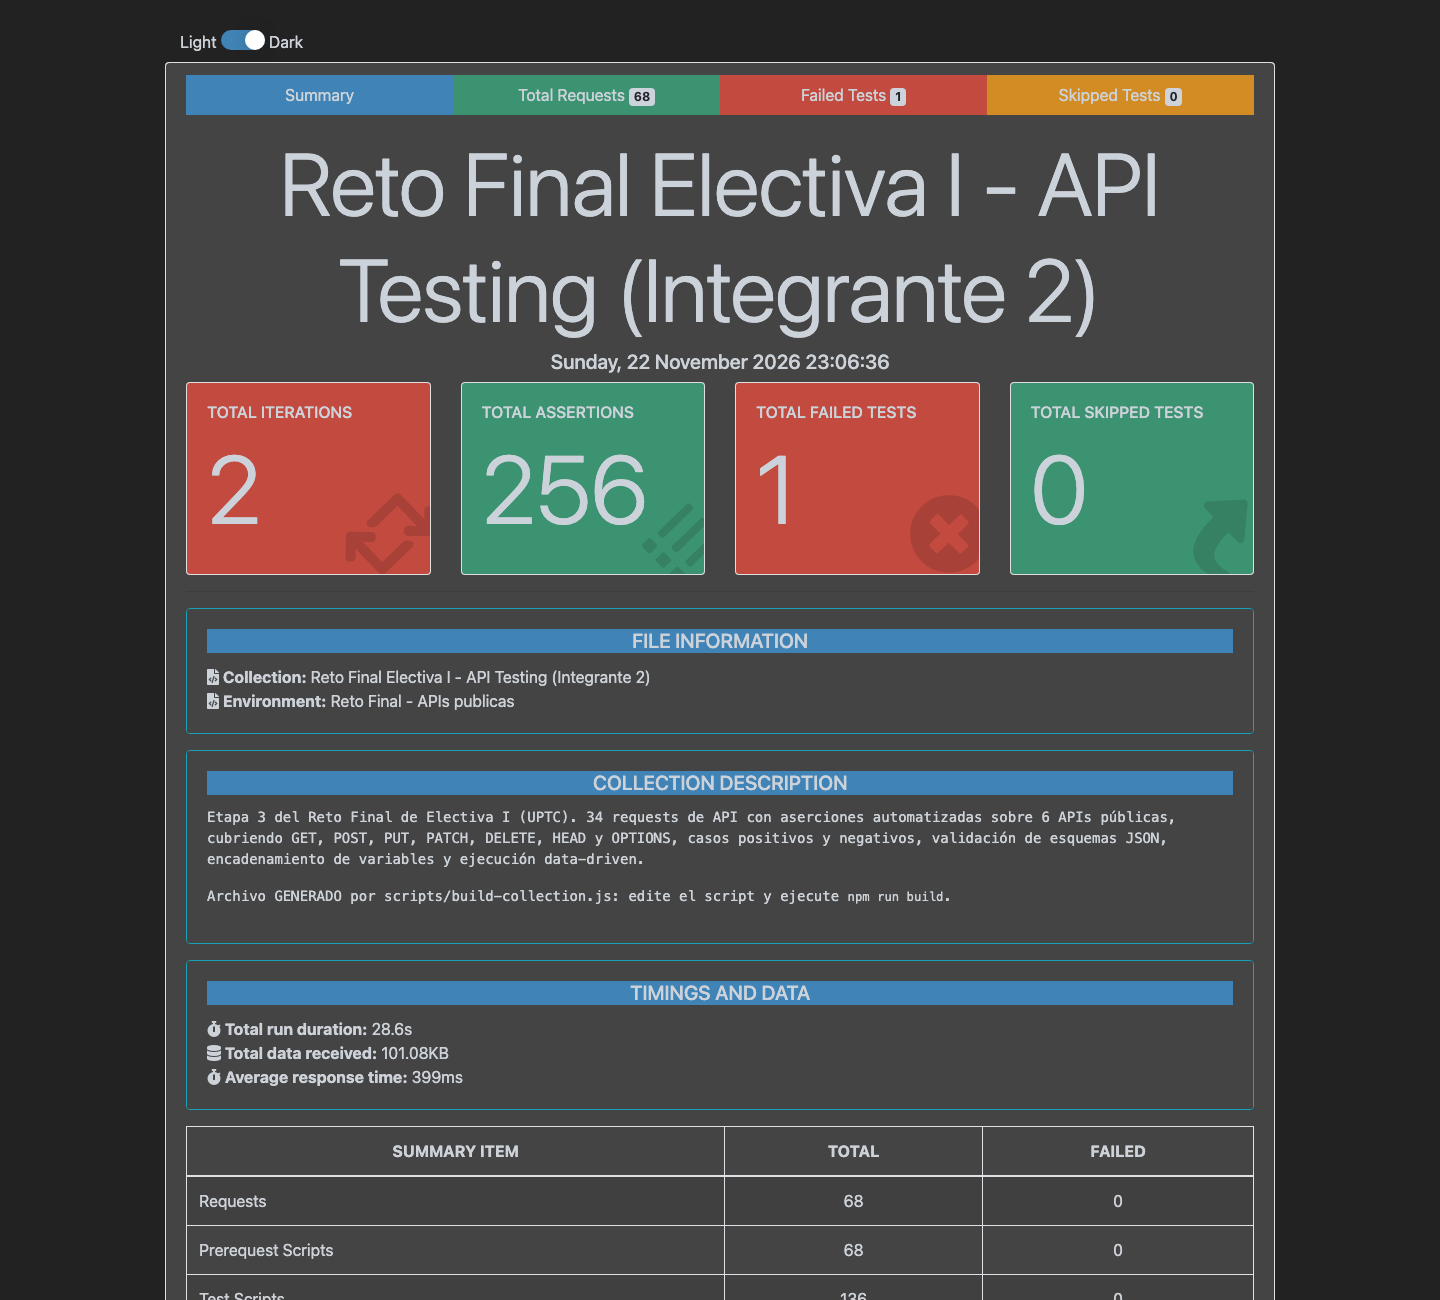 Light Dark
Summary Total Requests 68 Failed Tests 1 Skipped Tests 0
Reto Final Electiva I - API
Testing (Integrante 2)
Sunday, 22 November 2026 23:06:36
TOTAL ITERATIONS TOTAL ASSERTIONS TOTAL FAILED TESTS TOTAL SKIPPED TESTS
2 256 1 0
FILE INFORMATION
Collection: Reto Final Electiva I - API Testing (Integrante 2)
Environment: Reto Final - APIs publicas
COLLECTION DESCRIPTION
Etapa 3 del Reto Final de Electiva I (UPTC). 34 requests de API con aserciones automatizadas sobre 6 APIs públicas,
cubriendo GET, POST, PUT, PATCH, DELETE, HEAD y OPTIONS, casos positivos y negativos, validación de esquemas JSON,
encadenamiento de variables y ejecución data-driven.
Archivo GENERADO por scripts/build-collection.js: edite el script y ejecute npm run build.
TIMINGS AND DATA
Total run duration: 28.6s
Total data received: 101.08KB
Average response time: 399ms
SUMMARY ITEM TOTAL FAILED
Requests 68 0
Prerequest Scripts 68 0
Test Scripts 136 0